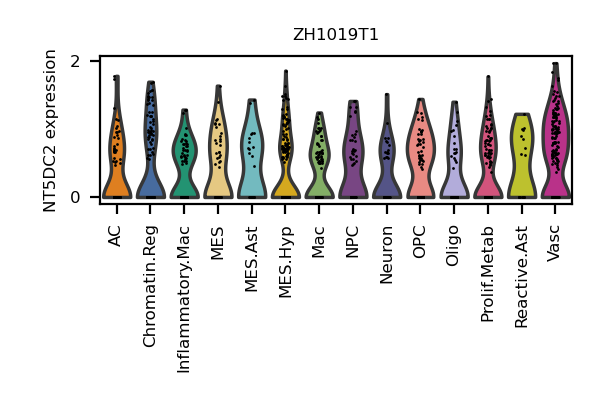 ZH1019T1
NT5DC2 expression
2
0
AC
Chromatin.Reg
Inflammatory.Mac
MES
MES.Ast
MES.Hyp
Mac
NPC
Neuron
OPC
Oligo
Prolif.Metab
Reactive.Ast
Vasc